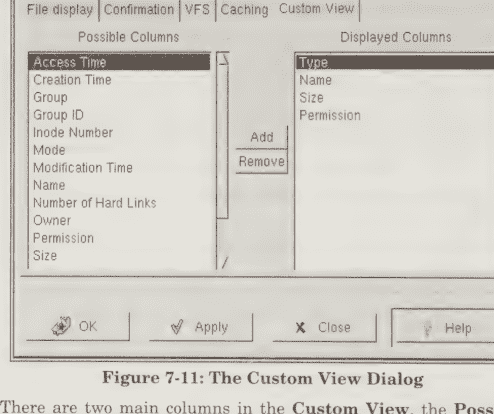 File display Confirmation VFS Caching Custom View
Possible Columns
Displayed Columns
Access Time
Creation Time
Group
Group ID
Inode Number
Mode
Modification Time
Name
Number of Hard Links
Owner
Permission
Size
Add
Remove
Type
Name
Size
Permission
OK
Apply
Close
Help
Figure 7-11: The Custom View Dialog
There are two main columns in the Custom View, the Poss